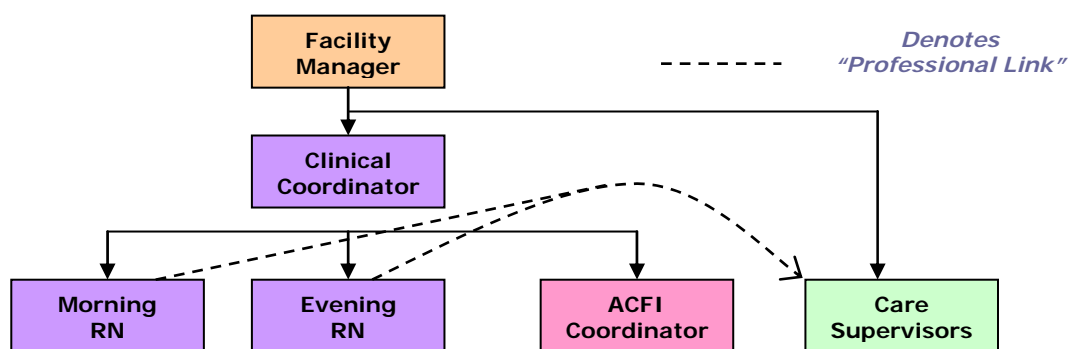 Facility
Manager
Denotes
“Professional Link”
Clinical
Coordinator
Morning
RN
Evening
RN
ACFI
Coordinator
Care
Supervisors